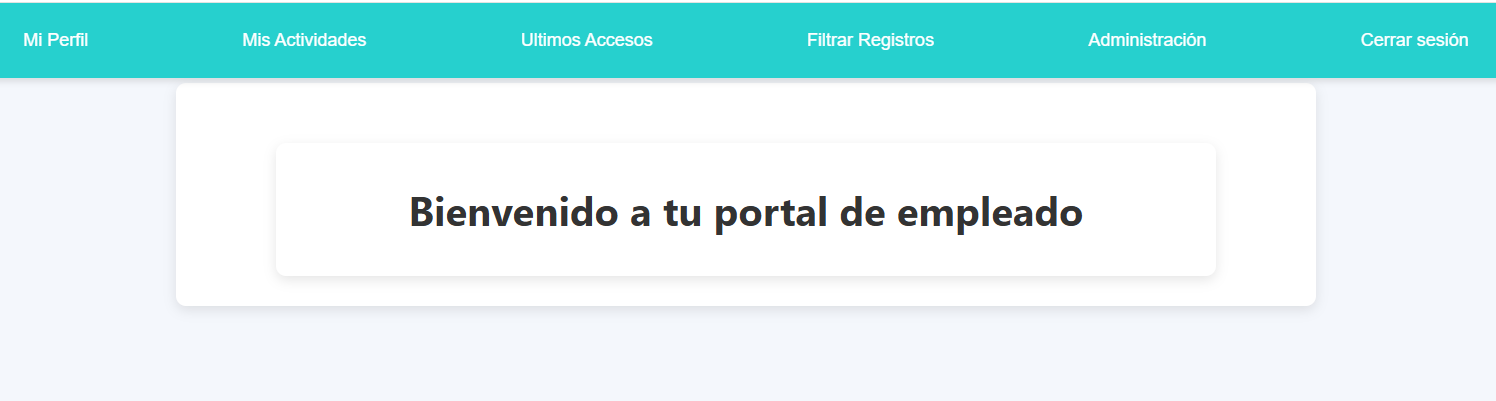 Mi Perfil Mis Actividades Ultimos Accesos Filtrar Registros Administración Cerrar sesión
Bienvenido a tu portal de empleado